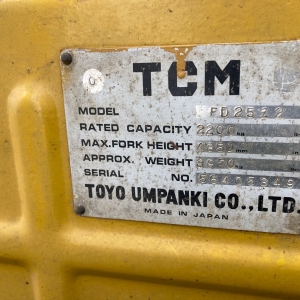 TCM
MODEL
RATED CAPACITY 2200
MAX.FORK HEIGHT
APPROX. WEIGHT
SERIAL NO.
TOYO UMPANKI CO.,LTD.
MADE IN JAPAN